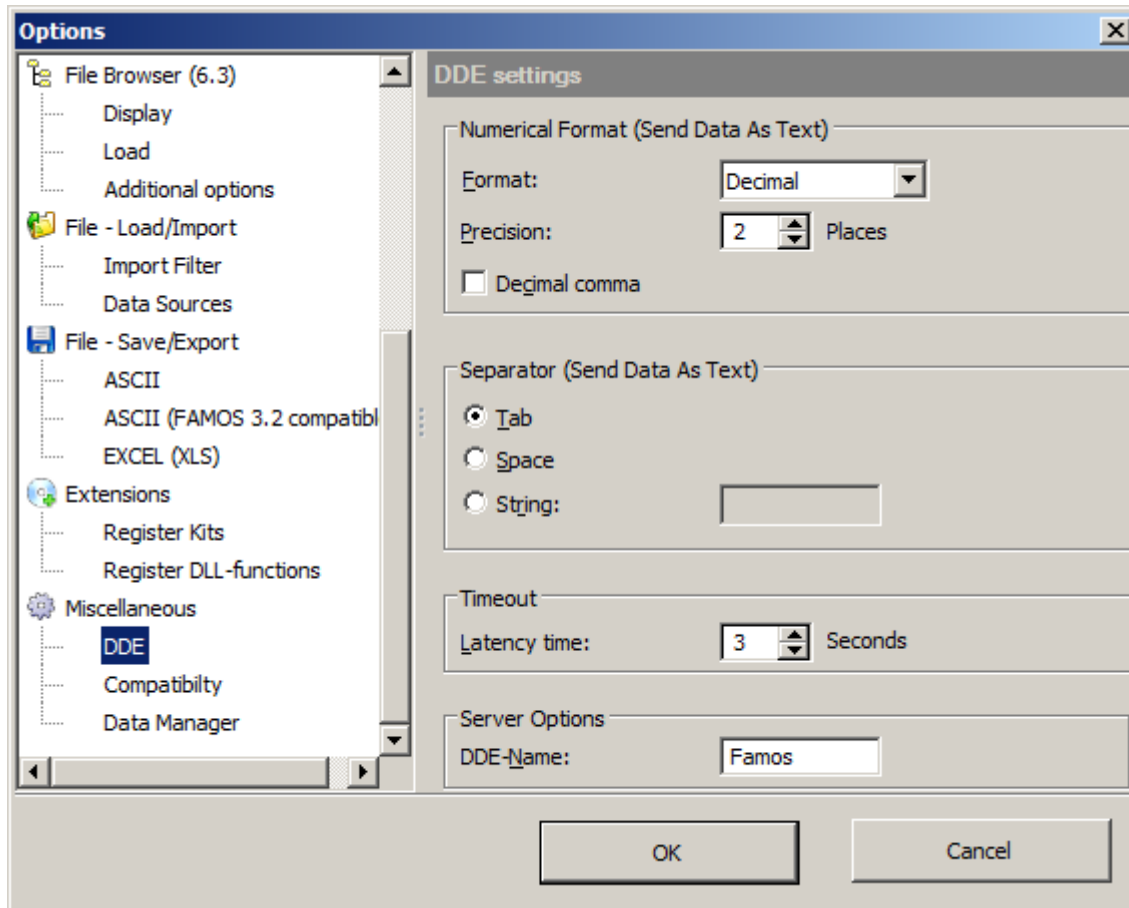 Options
File Browser (6.3)
Display
Load
Additional options
File - Load/Import
Import Filter
Data Sources
File - Save/Export
ASCII
ASCII (FAMOS 3.2 compatibl
EXCEL (XLS)
Extensions
Register Kits
Register DLL-functions
Miscellaneous
DDE
Compatibilty
Data Manager
DDE settings
Numerical Format (Send Data As Text)
Format: Decimal
Precision: 2 Places
Decimal comma
Separator (Send Data As Text)
Tab
Space
String:
Timeout
Latency time: 3 Seconds
Server Options
DDE-Name: Famos
OK Cancel